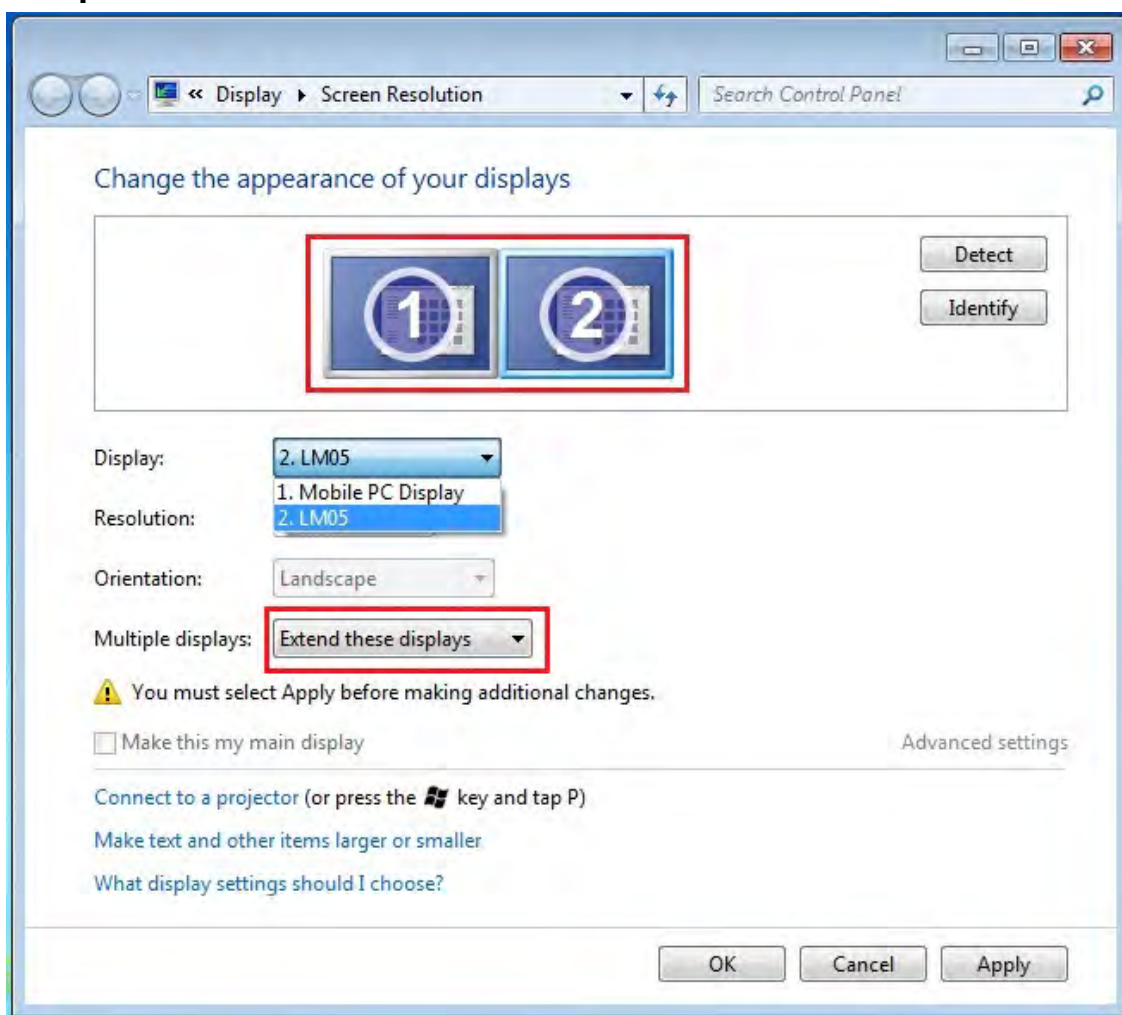 « Display ▸ Screen Resolution Search Control Panel
Change the appearance of your displays
1 2
Detect
Identify
Display: 2. LM05
1. Mobile PC Display
Resolution: 2. LM05
Orientation: Landscape
Multiple displays: Extend these displays
You must select Apply before making additional changes.
Make this my main display Advanced settings
Connect to a projector (or press the key and tap P)
Make text and other items larger or smaller
What display settings should I choose?
OK Cancel Apply